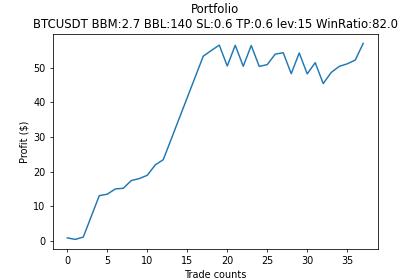 Portfolio
BTCUSDT BBM:2.7 BBL:140 SL:0.6 TP:0.6 lev:15 WinRatio:82.0
50
40
30
20
10
0
Profit ($)
0 5 10 15 20 25 30 35
Trade counts